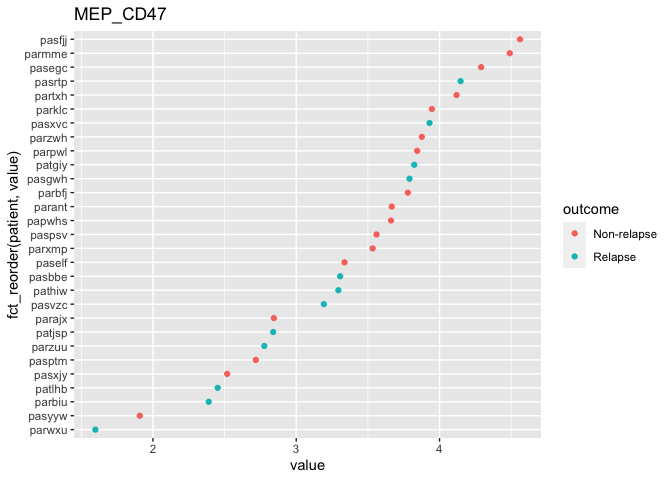 MEP_CD47
fct_reorder(patient, value)
pasfjj
parmme
pasegc
pasrtp
partxh
parklc
pasxvc
parzwh
parpwl
patgiy
pasgwh
parbfj
parant
papwhs
paspsv
parxmp
paself
pasbbe
pathiw
pasvzc
parajx
patjsp
parzuu
pasptm
pasxjy
patlhb
parbiu
pasyyw
parwxu
2 3 4
value
outcome
Non-relapse
Relapse